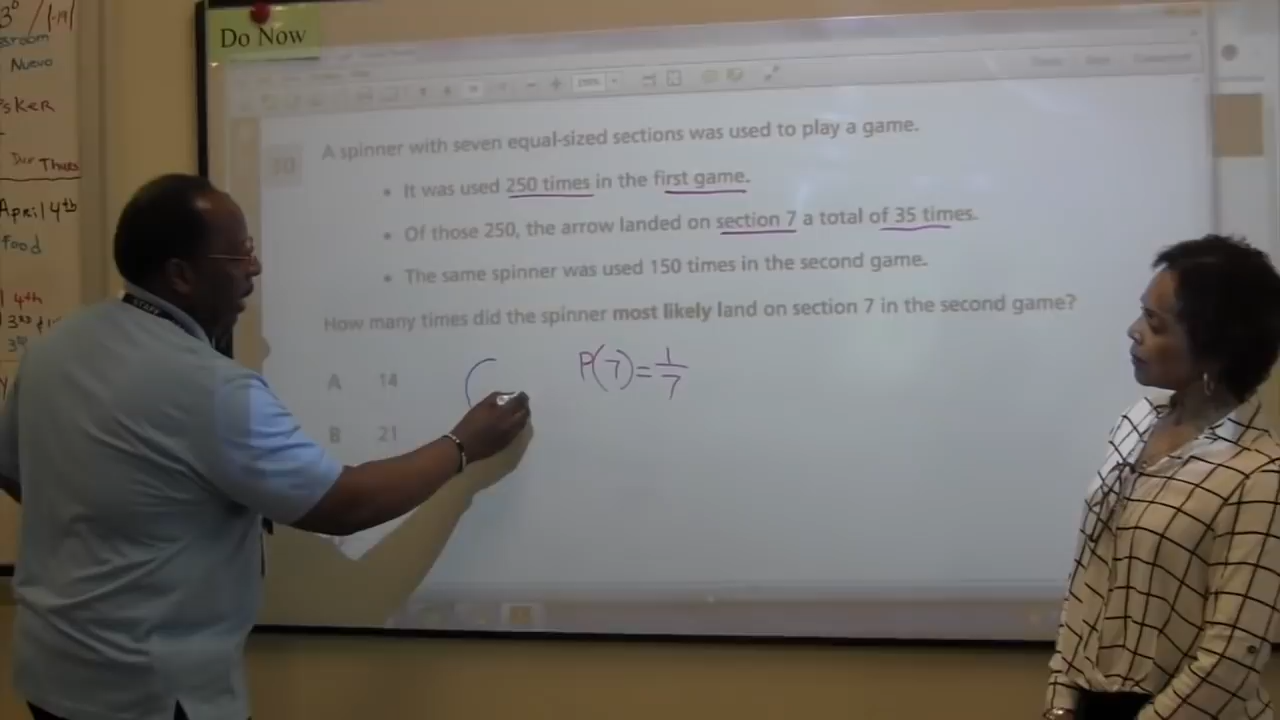 Do Now
Nuevo
Thurs
April 4th
food
4th
A spinner with seven equal-sized sections was used to play a game.
• It was used 250 times in the first game.
• Of those 250, the arrow landed on section 7 a total of 35 times.
• The same spinner was used 150 times in the second game.
How many times did the spinner most likely land on section 7 in the second game?
P(7)=1/7
A 14
B 21
STAFF